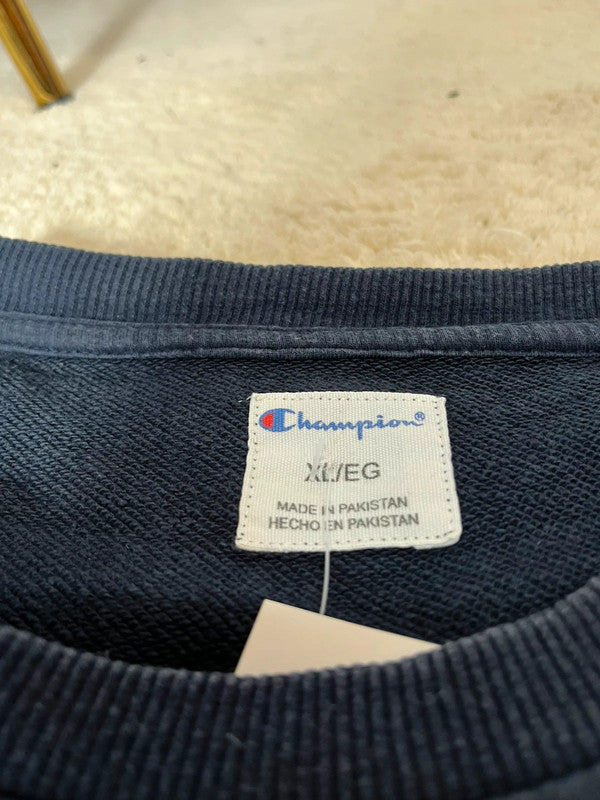 Champion®
XL/EG
MADE IN PAKISTAN
HECHO EN PAKISTAN